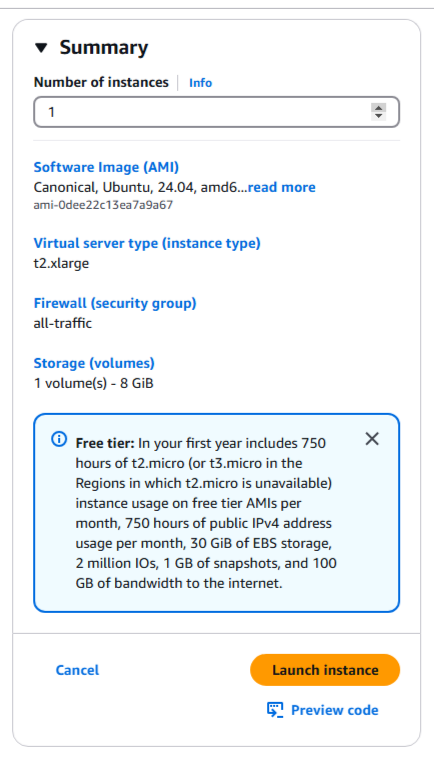 Summary
Number of instances Info
1
Software Image (AMI)
Canonical, Ubuntu, 24.04, amd6...read more
ami-0dee22c13ea7a9a67
Virtual server type (instance type)
t2.xlarge
Firewall (security group)
all-traffic
Storage (volumes)
1 volume(s) - 8 GiB
Free tier: In your first year includes 750
hours of t2.micro (or t3.micro in the
Regions in which t2.micro is unavailable)
instance usage on free tier AMIs per
month, 750 hours of public IPv4 address
usage per month, 30 GiB of EBS storage,
2 million IOs, 1 GB of snapshots, and 100
GB of bandwidth to the internet.
Cancel
Launch instance
Preview code